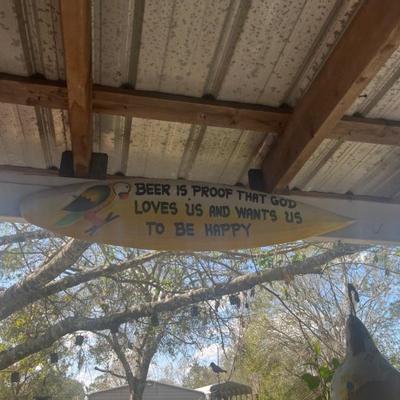 BEER IS PROOF THAT GOD
LOVES US AND WANTS US
TO BE HAPPY